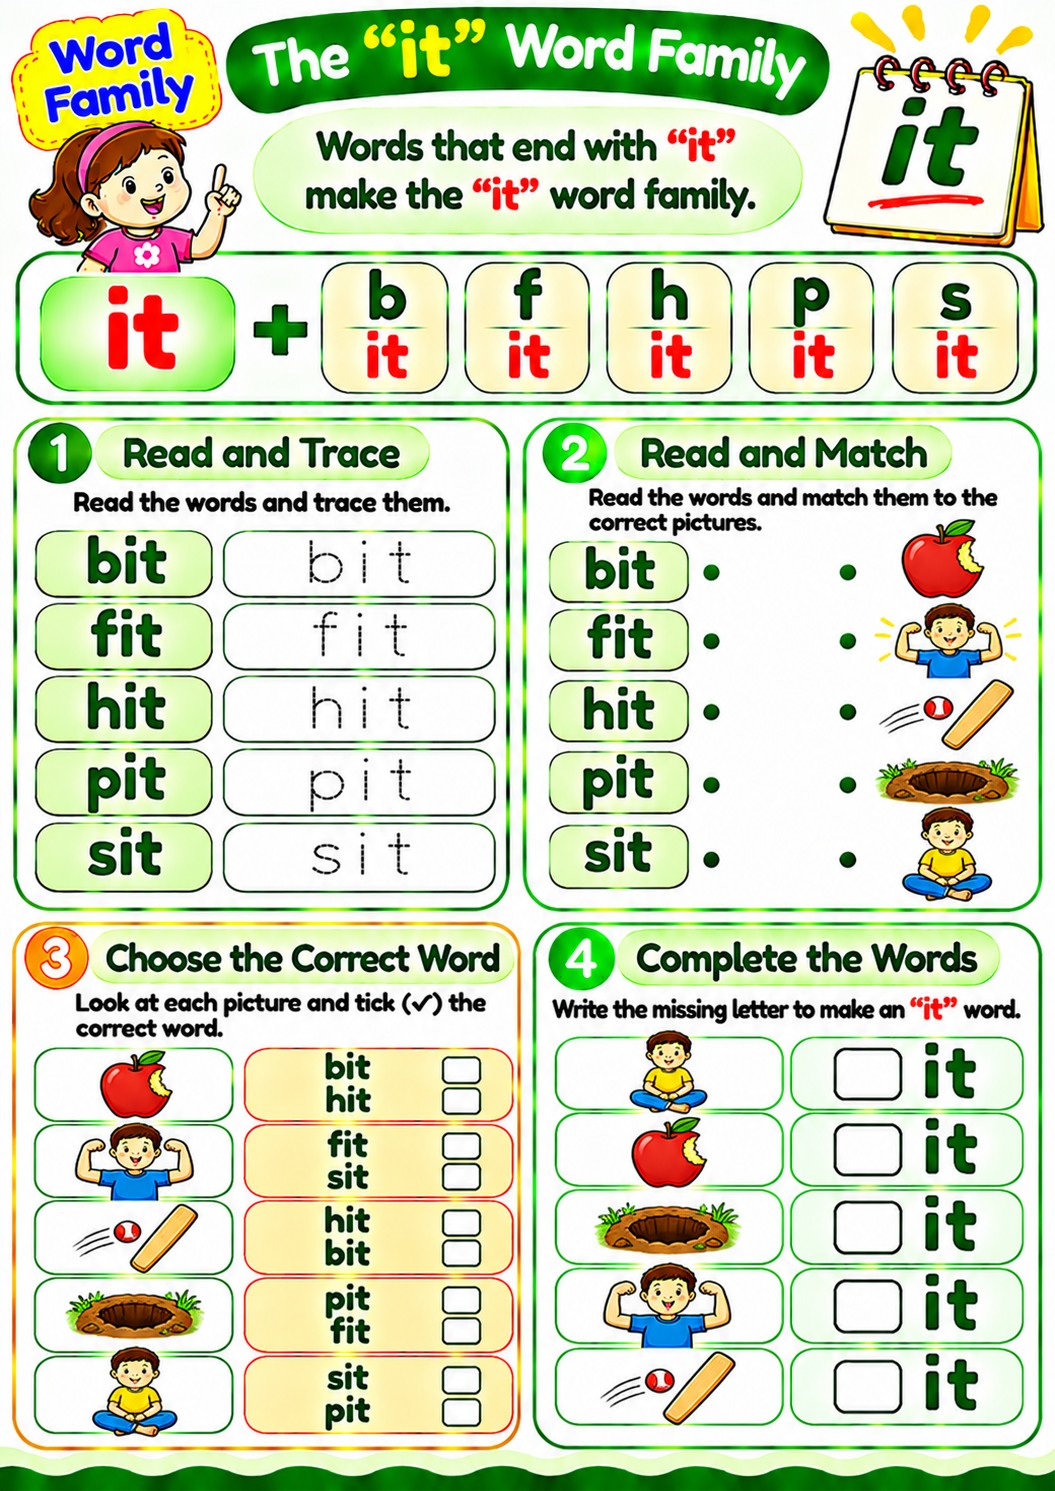 Word
Family
The “it” Word Family
it
Words that end with “it”
make the “it” word family.
it + b f h p s
it it it it it
1 Read and Trace
Read the words and trace them.
bit bit
fit fit
hit hit
pit pit
sit sit
2 Read and Match
Read the words and match them to the
correct pictures.
bit
fit
hit
pit
sit
3 Choose the Correct Word
Look at each picture and tick (✓) the
correct word.
bit
hit
fit
sit
hit
bit
pit
fit
sit
pit
4 Complete the Words
Write the missing letter to make an “it” word.
it
it
it
it
it